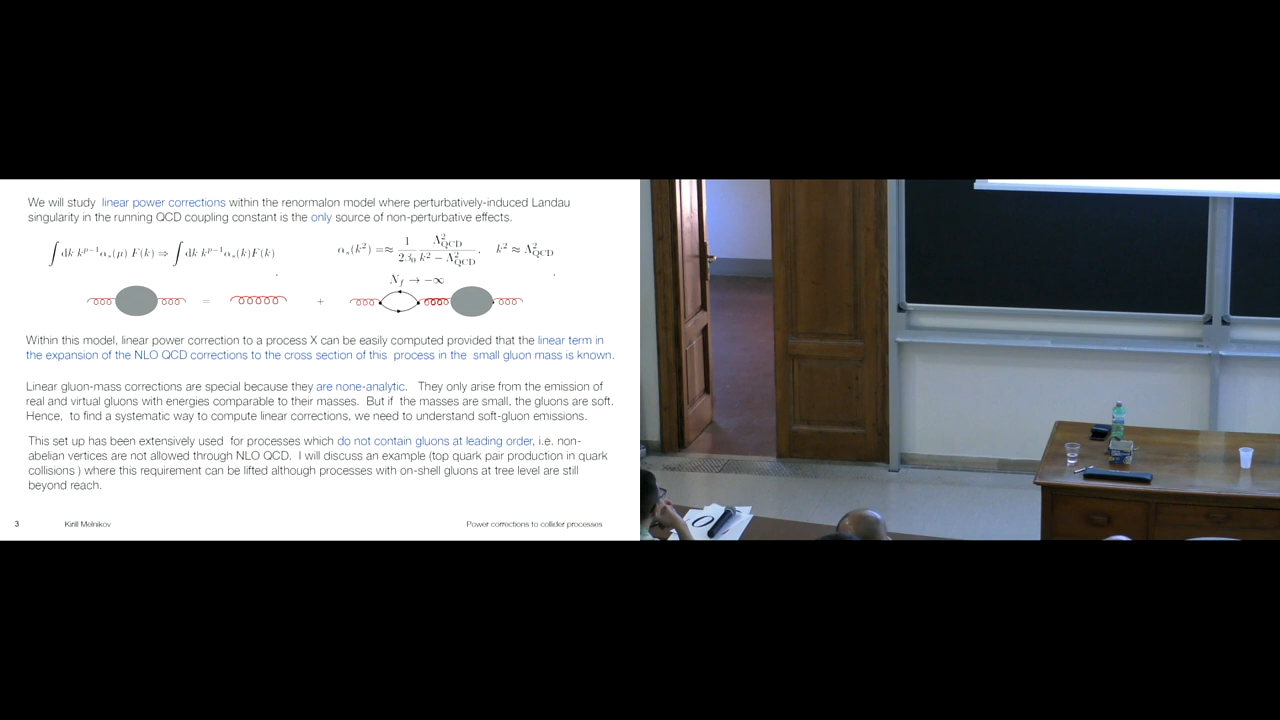 We will study linear power corrections within the renormalon model where perturbatively-induced Landau
singularity in the running QCD coupling constant is the only source of non-perturbative effects.
∫ dk k^{p−1} α_s(μ) F(k) ⇒ ∫ dk k^{p−1} α_s(k) F(k) .
α_s(k²) =≈ 1/(2β₀) Λ²_QCD/(k² − Λ²_QCD), k² ≈ Λ²_QCD .
N_f → −∞
= +
Within this model, linear power correction to a process X can be easily computed provided that the linear term in
the expansion of the NLO QCD corrections to the cross section of this process in the small gluon mass is known.
Linear gluon-mass corrections are special because they are none-analytic. They only arise from the emission of
real and virtual gluons with energies comparable to their masses. But if the masses are small, the gluons are soft.
Hence, to find a systematic way to compute linear corrections, we need to understand soft-gluon emissions.
This set up has been extensively used for processes which do not contain gluons at leading order, i.e. non-
abelian vertices are not allowed through NLO QCD. I will discuss an example (top quark pair production in quark
collisions ) where this requirement can be lifted although processes with on-shell gluons at tree level are still
beyond reach.
3 Kirill Melnikov Power corrections to collider processes